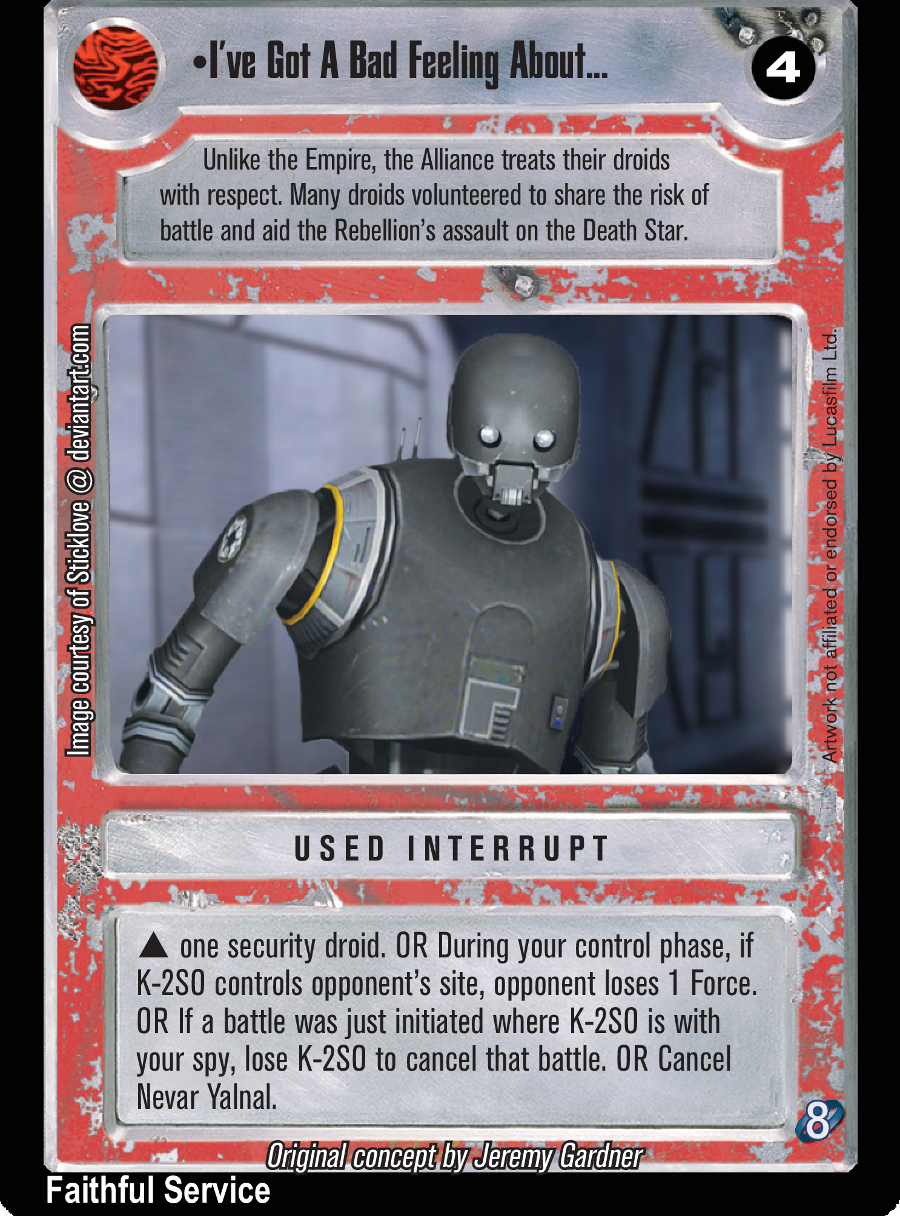 •I've Got A Bad Feeling About...
4
Unlike the Empire, the Alliance treats their droids
with respect. Many droids volunteered to share the risk of
battle and aid the Rebellion's assault on the Death Star.
Image courtesy of Sticklove @ deviantart.com
Artwork not affiliated or endorsed by Lucasfilm Ltd.
USED INTERRUPT
▲ one security droid. OR During your control phase, if
K-2SO controls opponent's site, opponent loses 1 Force.
OR If a battle was just initiated where K-2SO is with
your spy, lose K-2SO to cancel that battle. OR Cancel
Nevar Yalnal.
8
Original concept by Jeremy Gardner
Faithful Service